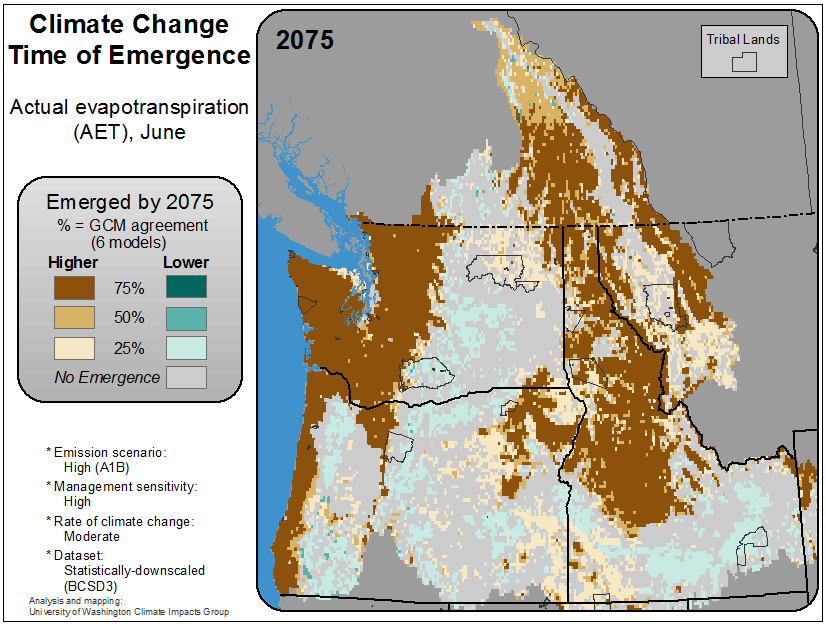 Climate Change
Time of Emergence
Actual evapotranspiration
(AET), June
Emerged by 2075
% = GCM agreement
(6 models)
Higher Lower
75%
50%
25%
No Emergence
* Emission scenario:
High (A1B)
* Management sensitivity:
High
* Rate of climate change:
Moderate
* Dataset:
Statistically-downscaled
(BCSD3)
Analysis and mapping:
University of Washington Climate Impacts Group
2075
Tribal Lands